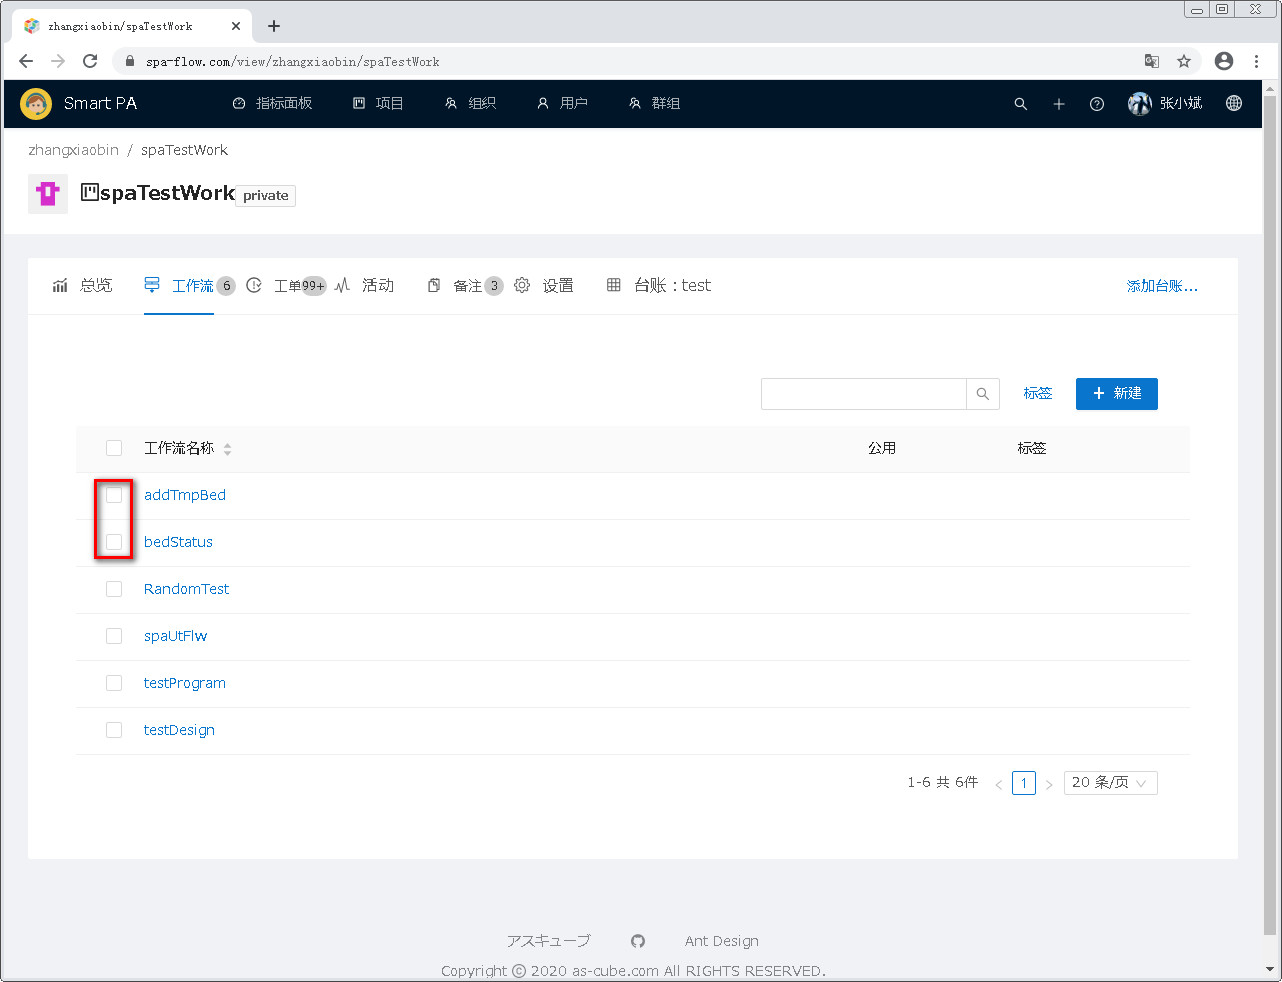 zhangxiaobin/spaTestWork
spa-flow.com/view/zhangxiaobin/spaTestWork
Smart PA 指标面板 项目 组织 用户 群组 张小斌
zhangxiaobin / spaTestWork
spaTestWork private
总览 工作流 6 工单 99+ 活动 备注 3 设置 台账：test 添加台账...
标签 + 新建
工作流名称 公用 标签
addTmpBed
bedStatus
RandomTest
spaUtFlw
testProgram
testDesign
1-6 共 6件 < 1 > 20 条/页
アスキューブ Ant Design
Copyright © 2020 as-cube.com All RIGHTS RESERVED.